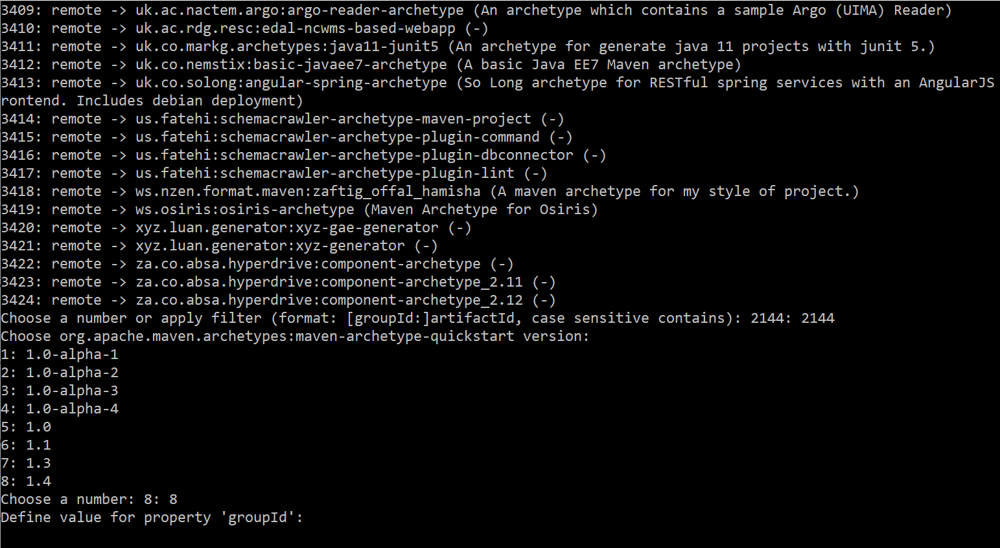 3409: remote -> uk.ac.nactem.argo:argo-reader-archetype (An archetype which contains a sample Argo (UIMA) Reader)
3410: remote -> uk.ac.rdg.resc:edal-ncwms-based-webapp (-)
3411: remote -> uk.co.markg.archetypes:java11-junit5 (An archetype for generate java 11 projects with junit 5.)
3412: remote -> uk.co.nemstix:basic-javaee7-archetype (A basic Java EE7 Maven archetype)
3413: remote -> uk.co.solong:angular-spring-archetype (So Long archetype for RESTful spring services with an AngularJS
rontend. Includes debian deployment)
3414: remote -> us.fatehi:schemacrawler-archetype-maven-project (-)
3415: remote -> us.fatehi:schemacrawler-archetype-plugin-command (-)
3416: remote -> us.fatehi:schemacrawler-archetype-plugin-dbconnector (-)
3417: remote -> us.fatehi:schemacrawler-archetype-plugin-lint (-)
3418: remote -> ws.nzen.format.maven:zaftig_offal_hamisha (A maven archetype for my style of project.)
3419: remote -> ws.osiris:osiris-archetype (Maven Archetype for Osiris)
3420: remote -> xyz.luan.generator:xyz-gae-generator (-)
3421: remote -> xyz.luan.generator:xyz-generator (-)
3422: remote -> za.co.absa.hyperdrive:component-archetype (-)
3423: remote -> za.co.absa.hyperdrive:component-archetype_2.11 (-)
3424: remote -> za.co.absa.hyperdrive:component-archetype_2.12 (-)
Choose a number or apply filter (format: [groupId:]artifactId, case sensitive contains): 2144: 2144
Choose org.apache.maven.archetypes:maven-archetype-quickstart version:
1: 1.0-alpha-1
2: 1.0-alpha-2
3: 1.0-alpha-3
4: 1.0-alpha-4
5: 1.0
6: 1.1
7: 1.3
8: 1.4
Choose a number: 8: 8
Define value for property 'groupId':